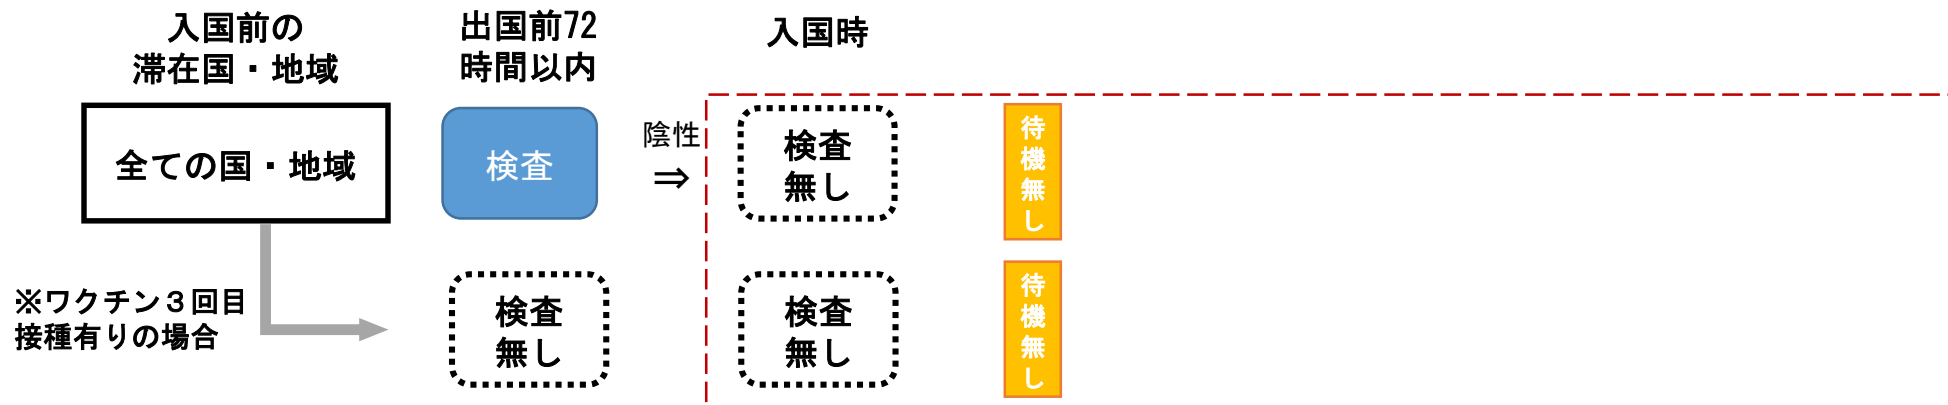 入国前の
滞在国・地域
出国前72
時間以内
入国時
全ての国・地域
検査
陰性
⇒
検査
無し
待
機
無
し
※ワクチン３回目
接種有りの場合
検査
無し
検査
無し
待
機
無
し